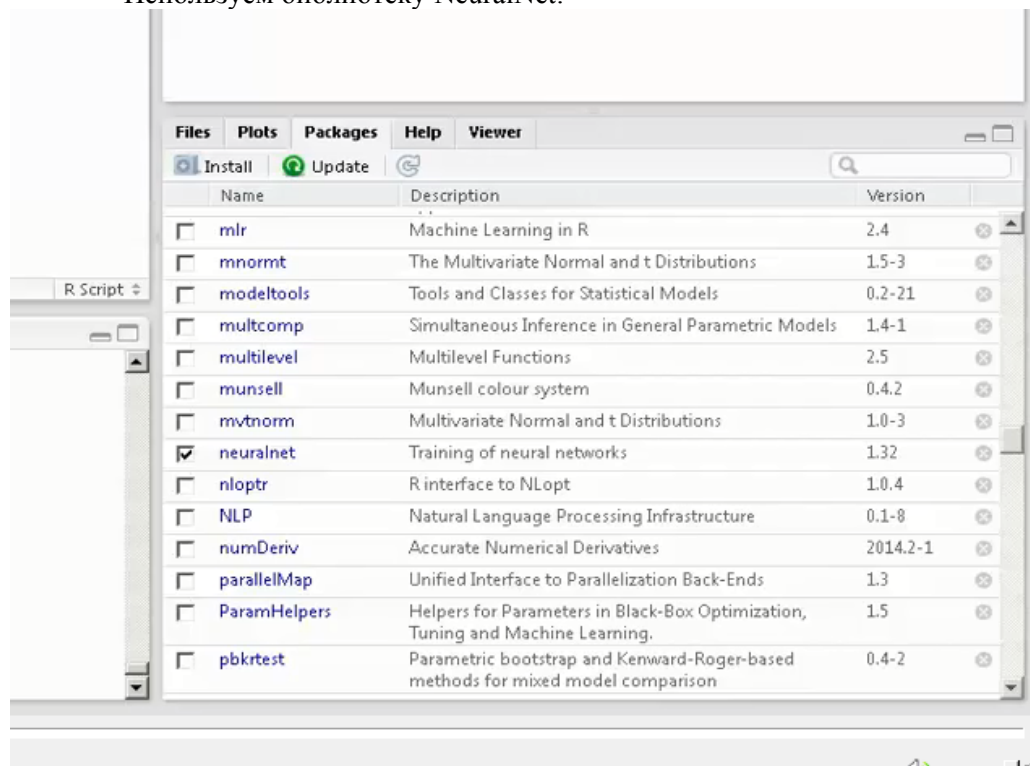 Используем библиотеку NeuralNet:
Files Plots Packages Help Viewer
Install Update
Name Description Version
mlr Machine Learning in R 2.4
mnormt The Multivariate Normal and t Distributions 1.5-3
R Script
modeltools Tools and Classes for Statistical Models 0.2-21
multcomp Simultaneous Inference in General Parametric Models 1.4-1
multilevel Multilevel Functions 2.5
munsell Munsell colour system 0.4.2
mvtnorm Multivariate Normal and t Distributions 1.0-3
neuralnet Training of neural networks 1.32
nloptr R interface to NLopt 1.0.4
NLP Natural Language Processing Infrastructure 0.1-8
numDeriv Accurate Numerical Derivatives 2014.2-1
parallelMap Unified Interface to Parallelization Back-Ends 1.3
ParamHelpers Helpers for Parameters in Black-Box Optimization, 1.5
Tuning and Machine Learning.
pbkrtest Parametric bootstrap and Kenward-Roger-based 0.4-2
methods for mixed model comparison